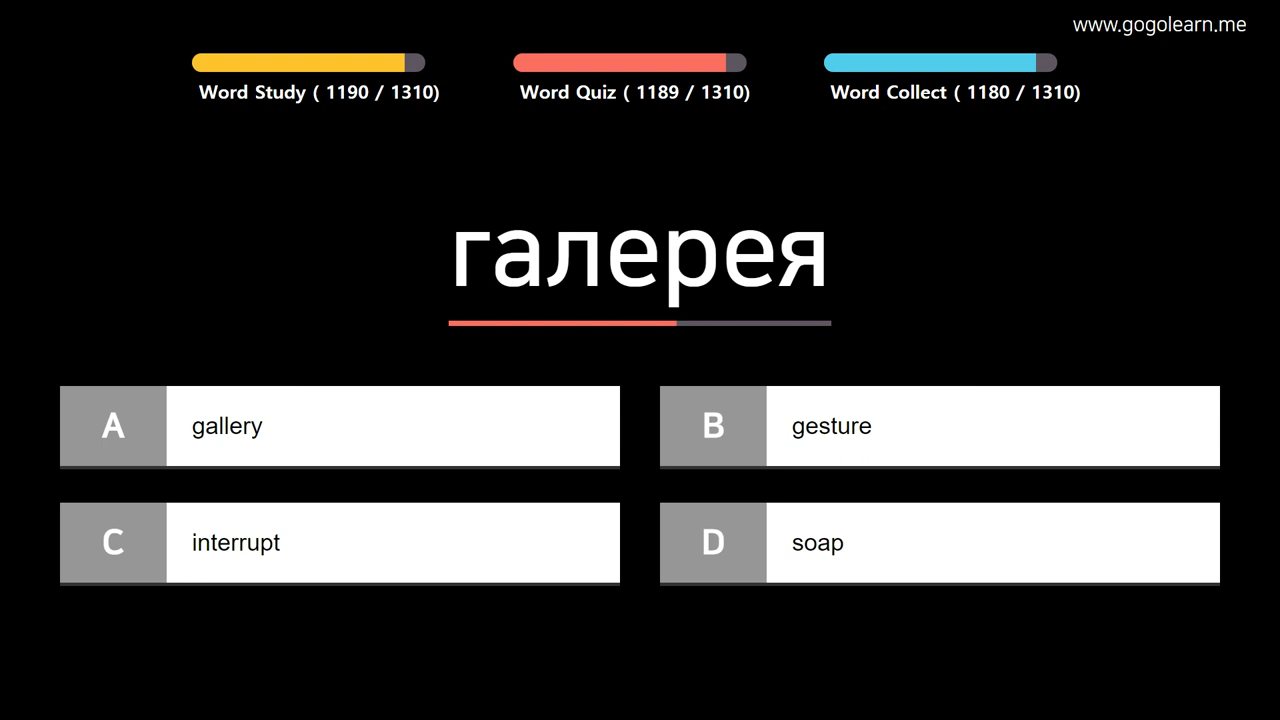 www.gogolearn.me
Word Study ( 1190 / 1310)
Word Quiz ( 1189 / 1310)
Word Collect ( 1180 / 1310)
галерея
A gallery
B gesture
C interrupt
D soap